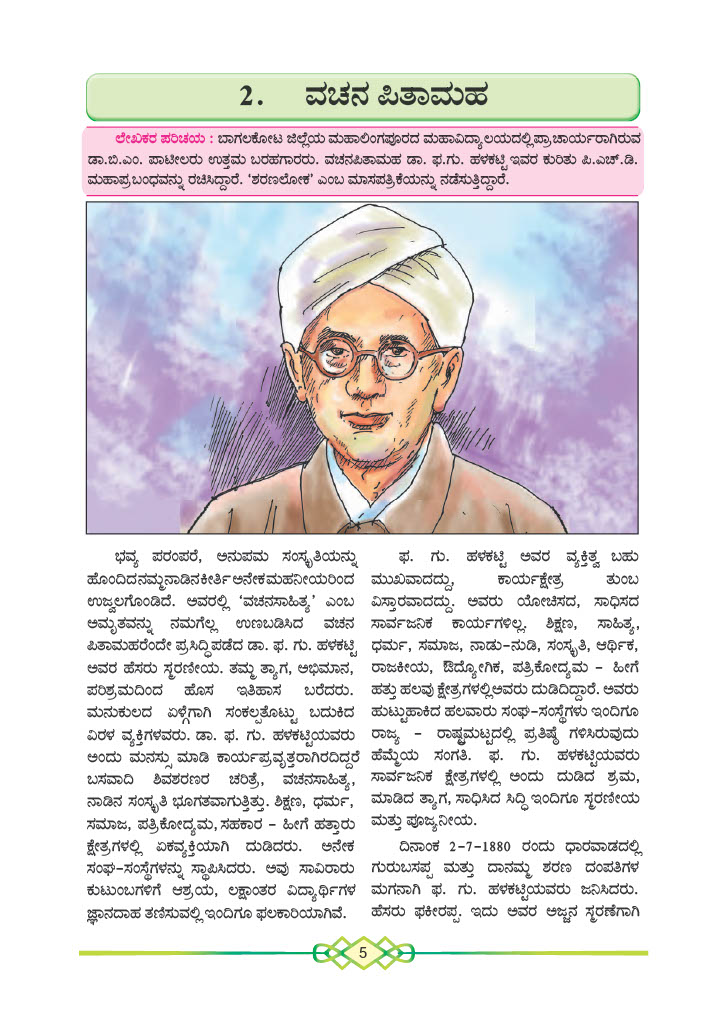 2. ವಚನ ಪಿತಾಮಹ
ಲೇಖಕರ ಪರಿಚಯ : ಬಾಗಲಕೋಟ ಜಿಲ್ಲೆಯ ಮಹಾಲಿಂಗಪೂರದ ಮಹಾವಿದ್ಯಾಲಯದಲ್ಲಿ ಪ್ರಾಚಾರ್ಯರಾಗಿರುವ
ಡಾ.ಬಿ.ಎಂ. ಪಾಟೀಲರು ಉತ್ತಮ ಬರಹಗಾರರು. ವಚನಪಿತಾಮಹ ಡಾ. ಫ.ಗು. ಹಳಕಟ್ಟಿ ಇವರ ಕುರಿತು ಪಿ.ಎಚ್.ಡಿ.
ಮಹಾಪ್ರಬಂಧವನ್ನು ರಚಿಸಿದ್ದಾರೆ. ‘ಶರಣಲೋಕ’ ಎಂಬ ಮಾಸಪತ್ರಿಕೆಯನ್ನು ನಡೆಸುತ್ತಿದ್ದಾರೆ.
ಭವ್ಯ ಪರಂಪರೆ, ಅನುಪಮ ಸಂಸ್ಕೃತಿಯನ್ನು
ಹೊಂದಿದ ನಮ್ಮ ನಾಡಿನ ಕೀರ್ತಿ ಅನೇಕ ಮಹನೀಯರಿಂದ
ಉಜ್ವಲಗೊಂಡಿದೆ. ಅವರಲ್ಲಿ ‘ವಚನಸಾಹಿತ್ಯ’ ಎಂಬ
ಅಮೃತವನ್ನು ನಮಗೆಲ್ಲ ಉಣಬಡಿಸಿದ ವಚನ
ಪಿತಾಮಹರೆಂದೇ ಪ್ರಸಿದ್ಧಿ ಪಡೆದ ಡಾ. ಫ. ಗು. ಹಳಕಟ್ಟಿ
ಅವರ ಹೆಸರು ಸ್ಮರಣೀಯ. ತಮ್ಮ ತ್ಯಾಗ, ಅಭಿಮಾನ,
ಪರಿಶ್ರಮದಿಂದ ಹೊಸ ಇತಿಹಾಸ ಬರೆದರು.
ಮನುಕುಲದ ಏಳ್ಗೆಗಾಗಿ ಸಂಕಲ್ಪತೊಟ್ಟು ಬದುಕಿದ
ವಿರಳ ವ್ಯಕ್ತಿಗಳವರು. ಡಾ. ಫ. ಗು. ಹಳಕಟ್ಟಿಯವರು
ಅಂದು ಮನಸ್ಸು ಮಾಡಿ ಕಾರ್ಯಪ್ರವೃತ್ತರಾಗಿರದಿದ್ದರೆ
ಬಸವಾದಿ ಶಿವಶರಣರ ಚರಿತ್ರೆ, ವಚನಸಾಹಿತ್ಯ,
ನಾಡಿನ ಸಂಸ್ಕೃತಿ ಭೂಗತವಾಗುತ್ತಿತ್ತು. ಶಿಕ್ಷಣ, ಧರ್ಮ,
ಸಮಾಜ, ಪತ್ರಿಕೋದ್ಯಮ, ಸಹಕಾರ – ಹೀಗೆ ಹತ್ತಾರು
ಕ್ಷೇತ್ರಗಳಲ್ಲಿ ಏಕವ್ಯಕ್ತಿಯಾಗಿ ದುಡಿದರು. ಅನೇಕ
ಸಂಘ–ಸಂಸ್ಥೆಗಳನ್ನು ಸ್ಥಾಪಿಸಿದರು. ಅವು ಸಾವಿರಾರು
ಕುಟುಂಬಗಳಿಗೆ ಆಶ್ರಯ, ಲಕ್ಷಾಂತರ ವಿದ್ಯಾರ್ಥಿಗಳ
ಜ್ಞಾನದಾಹ ತಣಿಸುವಲ್ಲಿ ಇಂದಿಗೂ ಫಲಕಾರಿಯಾಗಿವೆ.
ಫ. ಗು. ಹಳಕಟ್ಟಿ ಅವರ ವ್ಯಕ್ತಿತ್ವ ಬಹು
ಮುಖವಾದದ್ದು, ಕಾರ್ಯಕ್ಷೇತ್ರ ತುಂಬ
ವಿಸ್ತಾರವಾದದ್ದು. ಅವರು ಯೋಚಿಸದ, ಸಾಧಿಸದ
ಸಾರ್ವಜನಿಕ ಕಾರ್ಯಗಳಿಲ್ಲ. ಶಿಕ್ಷಣ, ಸಾಹಿತ್ಯ,
ಧರ್ಮ, ಸಮಾಜ, ನಾಡು–ನುಡಿ, ಸಂಸ್ಕೃತಿ, ಆರ್ಥಿಕ,
ರಾಜಕೀಯ, ಔದ್ಯೋಗಿಕ, ಪತ್ರಿಕೋದ್ಯಮ – ಹೀಗೆ
ಹತ್ತು ಹಲವು ಕ್ಷೇತ್ರಗಳಲ್ಲಿ ಅವರು ದುಡಿದಿದ್ದಾರೆ. ಅವರು
ಹುಟ್ಟುಹಾಕಿದ ಹಲವಾರು ಸಂಘ–ಸಂಸ್ಥೆಗಳು ಇಂದಿಗೂ
ರಾಜ್ಯ – ರಾಷ್ಟ್ರಮಟ್ಟದಲ್ಲಿ ಪ್ರತಿಷ್ಠೆ ಗಳಿಸಿರುವುದು
ಹೆಮ್ಮೆಯ ಸಂಗತಿ. ಫ. ಗು. ಹಳಕಟ್ಟಿಯವರು
ಸಾರ್ವಜನಿಕ ಕ್ಷೇತ್ರಗಳಲ್ಲಿ ಅಂದು ದುಡಿದ ಶ್ರಮ,
ಮಾಡಿದ ತ್ಯಾಗ, ಸಾಧಿಸಿದ ಸಿದ್ಧಿ ಇಂದಿಗೂ ಸ್ಮರಣೀಯ
ಮತ್ತು ಪೂಜ್ಯನೀಯ.
ದಿನಾಂಕ 2-7-1880 ರಂದು ಧಾರವಾಡದಲ್ಲಿ
ಗುರುಬಸಪ್ಪ ಮತ್ತು ದಾನಮ್ಮ ಶರಣ ದಂಪತಿಗಳ
ಮಗನಾಗಿ ಫ. ಗು. ಹಳಕಟ್ಟಿಯವರು ಜನಿಸಿದರು.
ಹೆಸರು ಫಕೀರಪ್ಪ. ಇದು ಅವರ ಅಜ್ಜನ ಸ್ಮರಣೆಗಾಗಿ
5